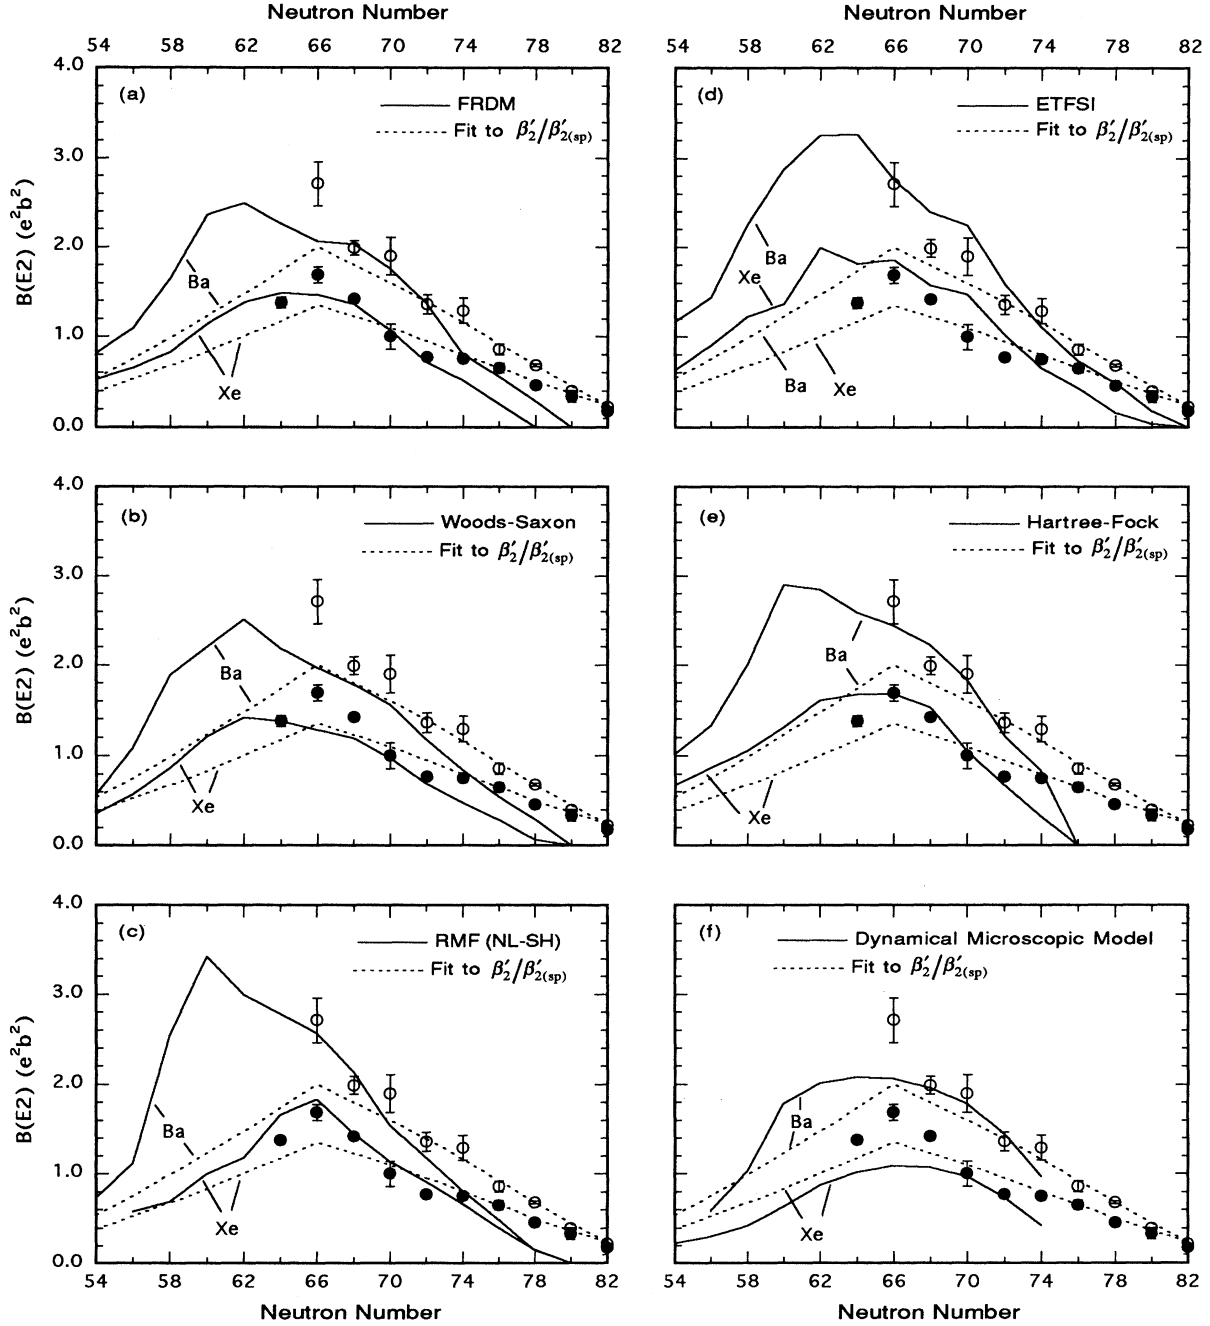 Neutron Number
54 58 62 66 70 74 78 82
Neutron Number
54 58 62 66 70 74 78 82
4.0
3.0
2.0
1.0
0.0
B(E2) (e²b²)
(a)
FRDM
Fit to β′₂/β′₂(sp)
Ba
Xe
(d)
ETFSI
Fit to β′₂/β′₂(sp)
Ba
Xe
Ba
Xe
4.0
3.0
2.0
1.0
0.0
B(E2) (e²b²)
(b)
Woods-Saxon
Fit to β′₂/β′₂(sp)
Ba
Xe
(e)
Hartree-Fock
Fit to β′₂/β′₂(sp)
Ba
Xe
4.0
3.0
2.0
1.0
0.0
B(E2) (e²b²)
(c)
RMF (NL-SH)
Fit to β′₂/β′₂(sp)
Ba
Xe
(f)
Dynamical Microscopic Model
Fit to β′₂/β′₂(sp)
Ba
Xe
54 58 62 66 70 74 78 82
Neutron Number
54 58 62 66 70 74 78 82
Neutron Number